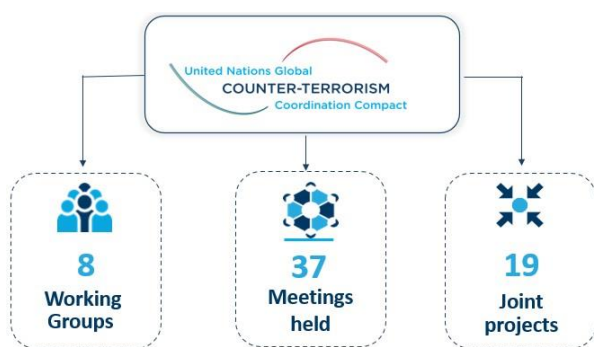 United Nations Global
COUNTER-TERRORISM
Coordination Compact
8
Working
Groups
37
Meetings
held
19
Joint
projects